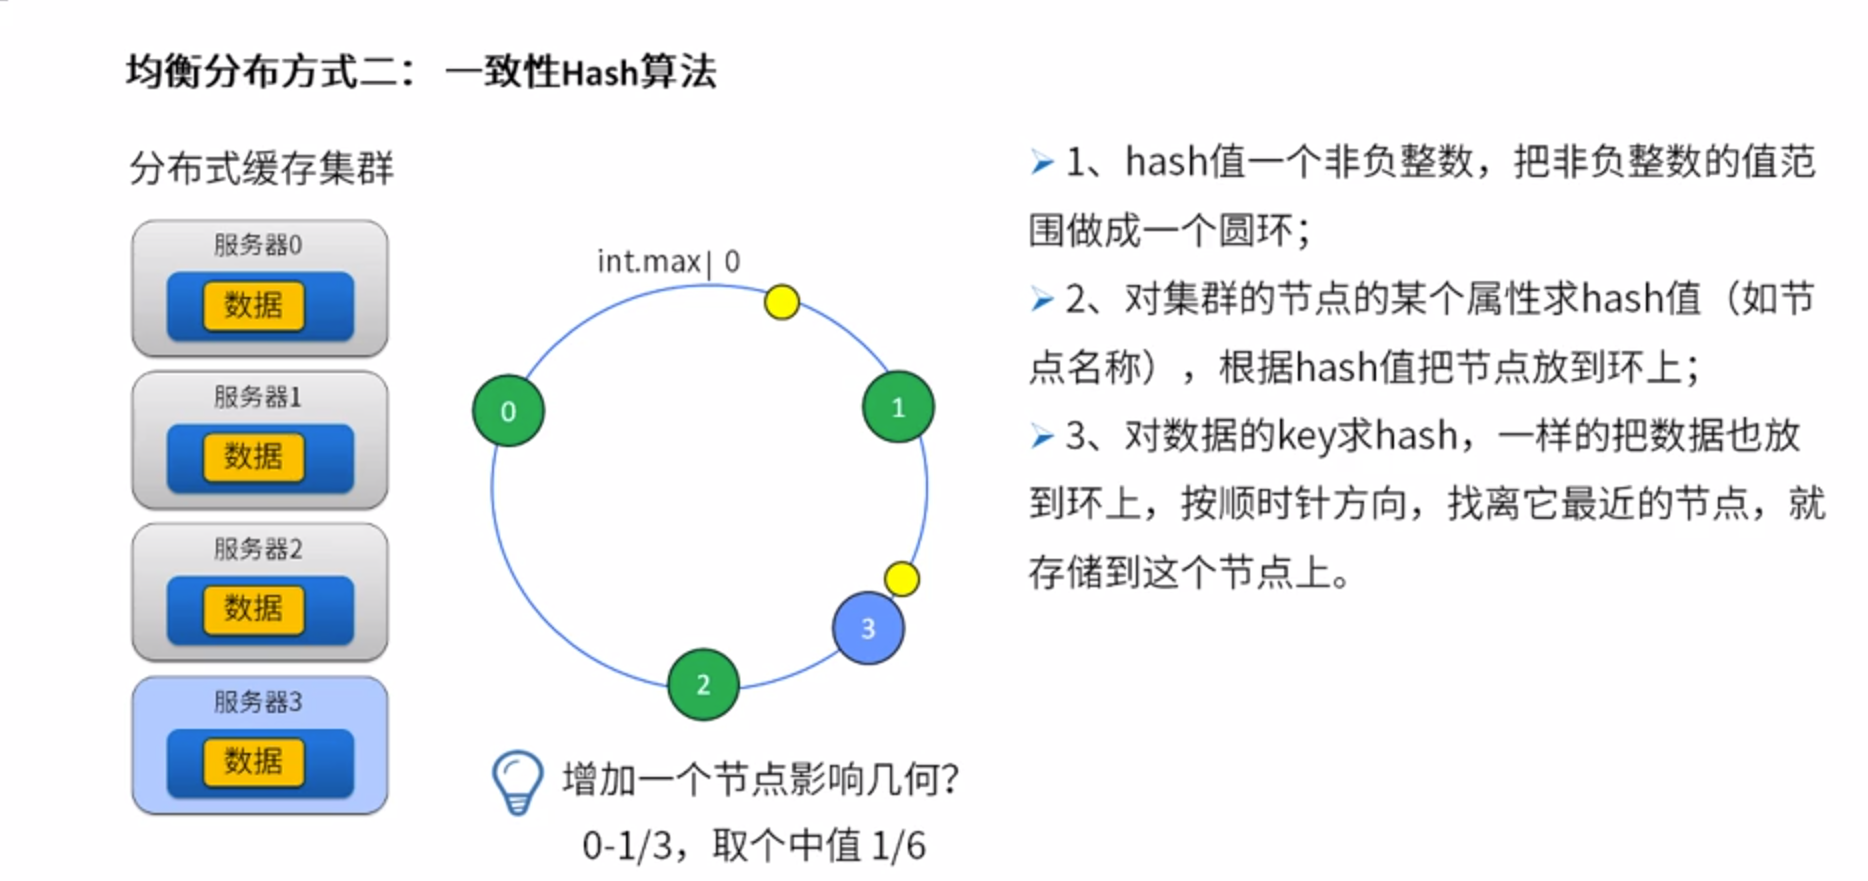 均衡分布方式二： 一致性Hash算法
分布式缓存集群
服务器0
数据
服务器1
数据
服务器2
数据
服务器3
数据
int.max| 0
0
1
3
2
增加一个节点影响几何？
0-1/3，取个中值 1/6
1、hash值一个非负整数，把非负整数的值范
围做成一个圆环；
2、对集群的节点的某个属性求hash值（如节
点名称），根据hash值把节点放到环上；
3、对数据的key求hash，一样的把数据也放
到环上，按顺时针方向，找离它最近的节点，就
存储到这个节点上。